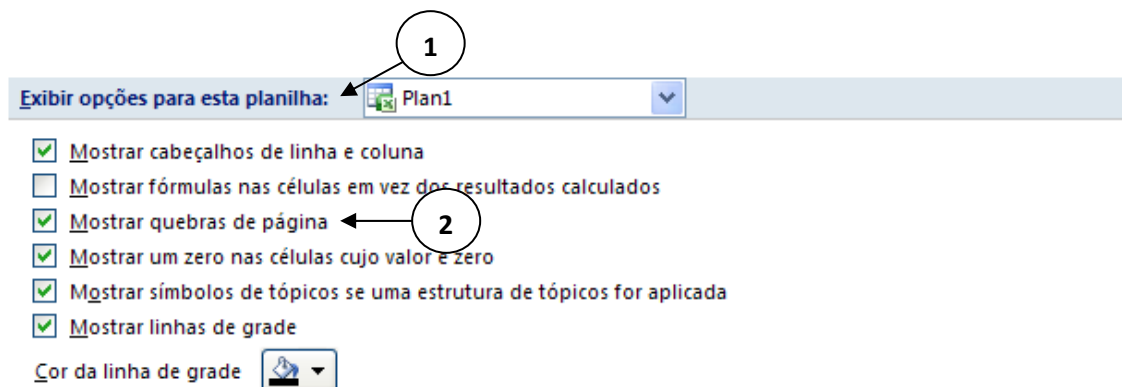 1
Exibir opções para esta planilha: Plan1
Mostrar cabeçalhos de linha e coluna
Mostrar fórmulas nas células em vez dos resultados calculados
Mostrar quebras de página 2
Mostrar um zero nas células cujo valor é zero
Mostrar símbolos de tópicos se uma estrutura de tópicos for aplicada
Mostrar linhas de grade
Cor da linha de grade